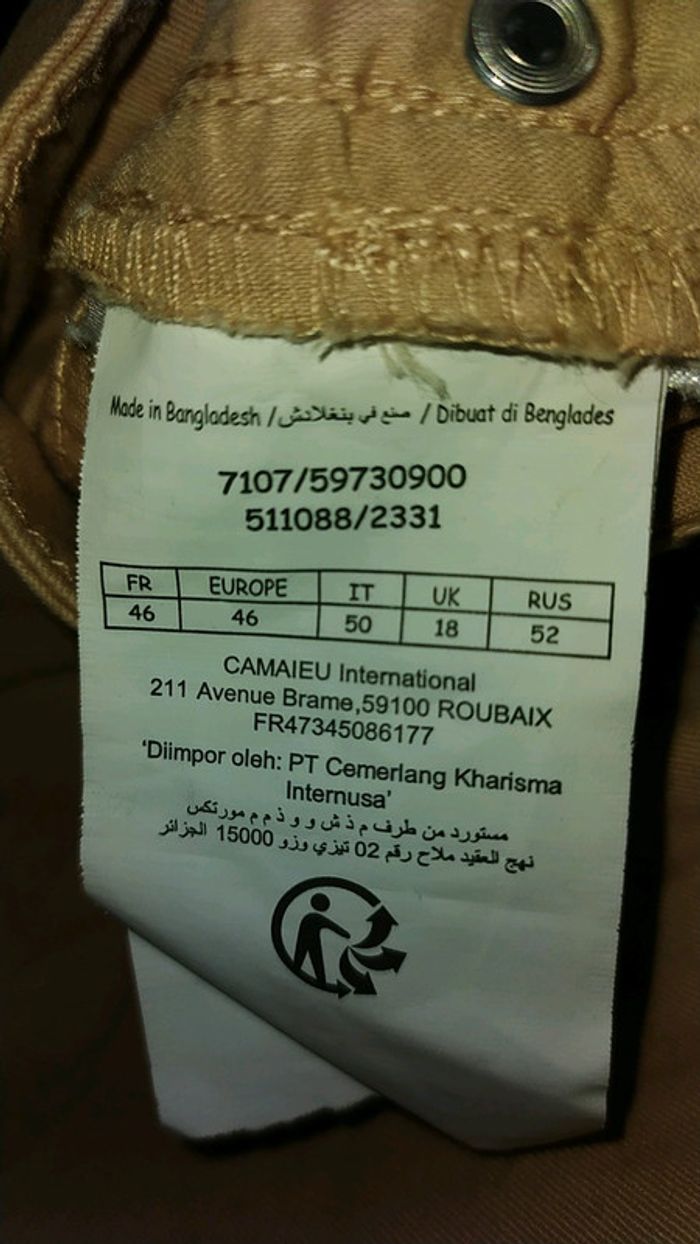 Made in Bangladesh / صنع في بنغلادش / Dibuat di Benglades
7107/59730900
511088/2331
FR EUROPE IT UK RUS
46 46 50 18 52
CAMAIEU International
211 Avenue Brame,59100 ROUBAIX
FR47345086177
'Diimpor oleh: PT Cemerlang Kharisma
Internusa'
مستورد من طرف م ذ ش و و ذ م م مورتكس
نهج العقيد ملاح رقم 02 تيزي وزو 15000 الجزائر